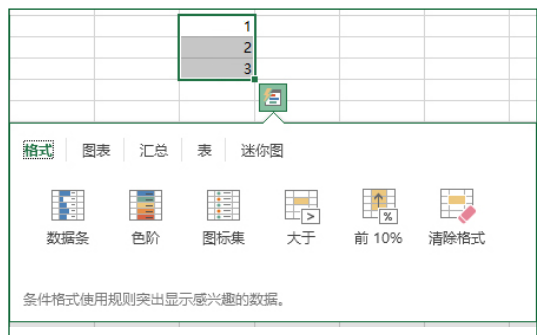 1
2
3
格式 图表 汇总 表 迷你图
数据条 色阶 图标集 大于 前 10% 清除格式
条件格式使用规则突出显示感兴趣的数据。